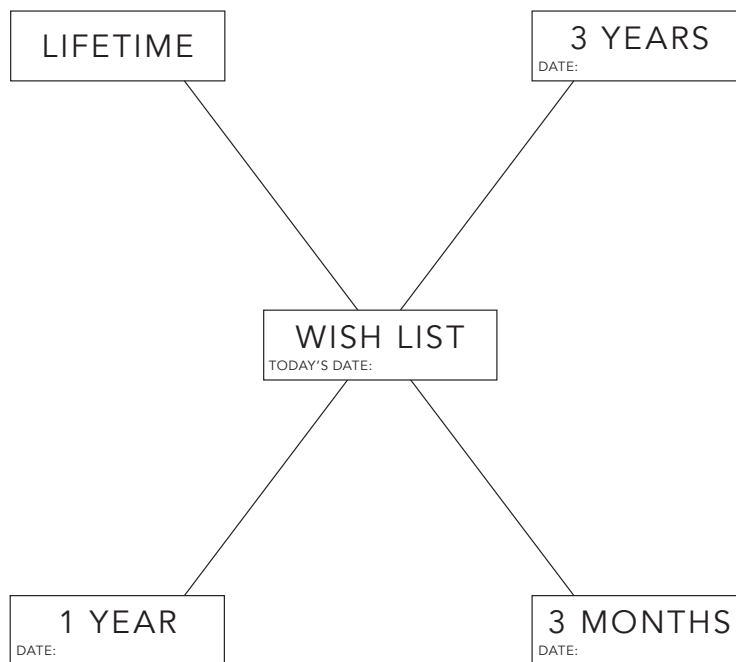 LIFETIME
3 YEARS
DATE:
WISH LIST
TODAY'S DATE:
1 YEAR
DATE:
3 MONTHS
DATE: